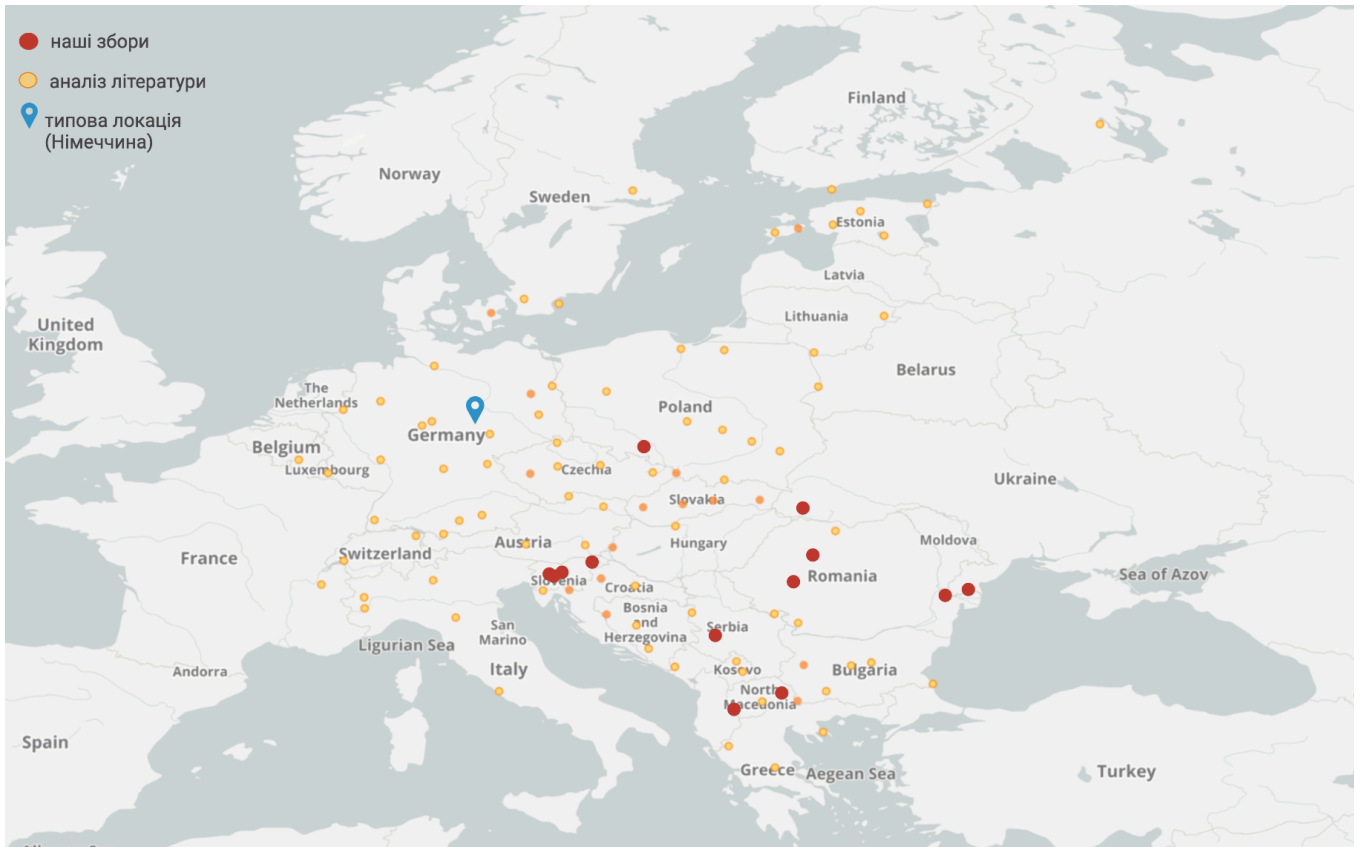 наші збори
аналіз літератури
типова локація
(Німеччина)
Finland
Norway
Sweden
Estonia
Latvia
Lithuania
United
Kingdom
Belarus
The
Netherlands
Poland
Germany
Belgium
Luxembourg
Czechia
Ukraine
Slovakia
Moldova
Austria
Hungary
Switzerland
France
Romania
Sea of Azov
Slovenia
Croatia
Bosnia
and
Herzegovina
San
Marino
Serbia
Ligurian Sea
Andorra
Italy
Kosovo
Bulgaria
North
Macedonia
Spain
Greece
Aegean Sea
Turkey